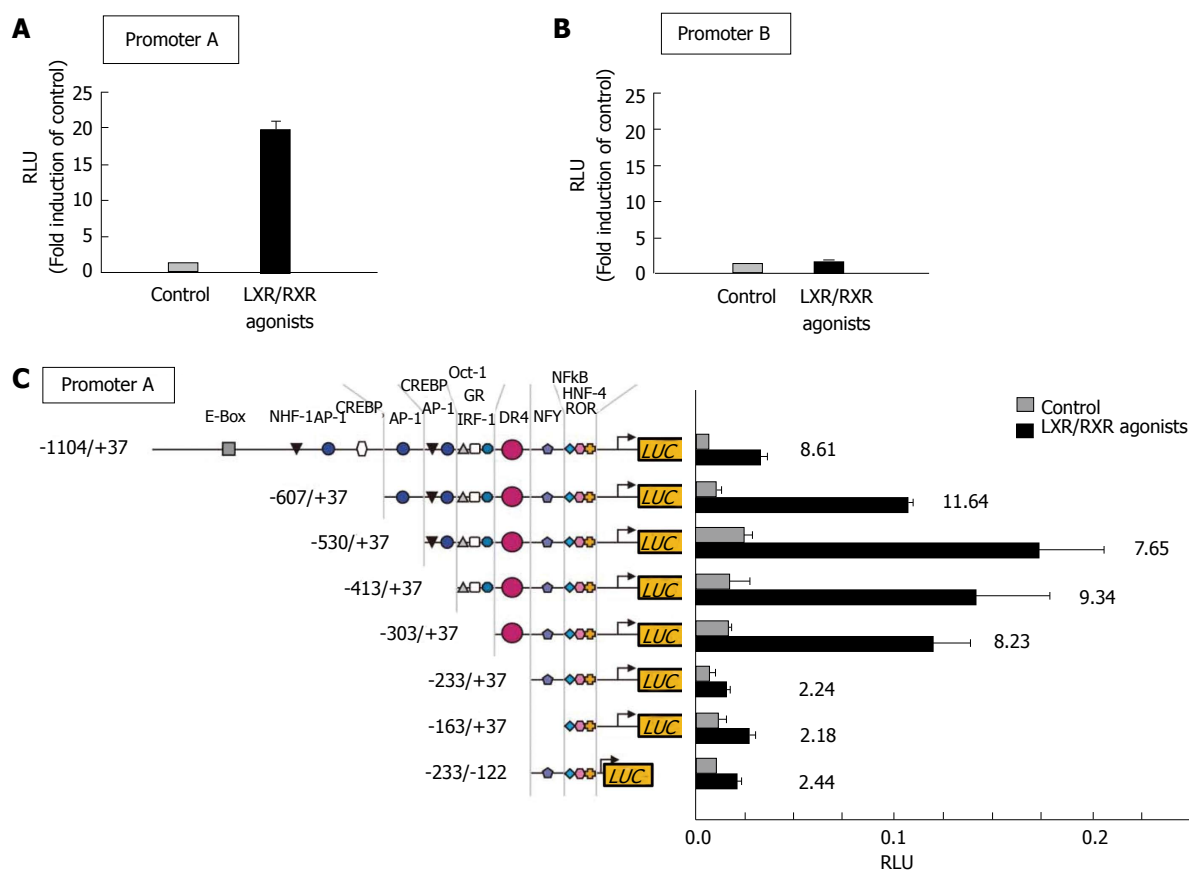 A
Promoter A
RLU
(Fold induction of control)
25
20
15
10
5
0
Control
LXR/RXR
agonists
B
Promoter B
RLU
(Fold induction of control)
25
20
15
10
5
0
Control
LXR/RXR
agonists
C
Promoter A
E-Box
NHF-1
AP-1
CREBP
AP-1
CREBP
AP-1
Oct-1
GR
IRF-1
DR4
NFY
NFkB
HNF-4
ROR
Control
LXR/RXR agonists
-1104/+37
LUC
8.61
-607/+37
LUC
11.64
-530/+37
LUC
7.65
-413/+37
LUC
9.34
-303/+37
LUC
8.23
-233/+37
LUC
2.24
-163/+37
LUC
2.18
-233/-122
LUC
2.44
0.0
0.1
0.2
RLU